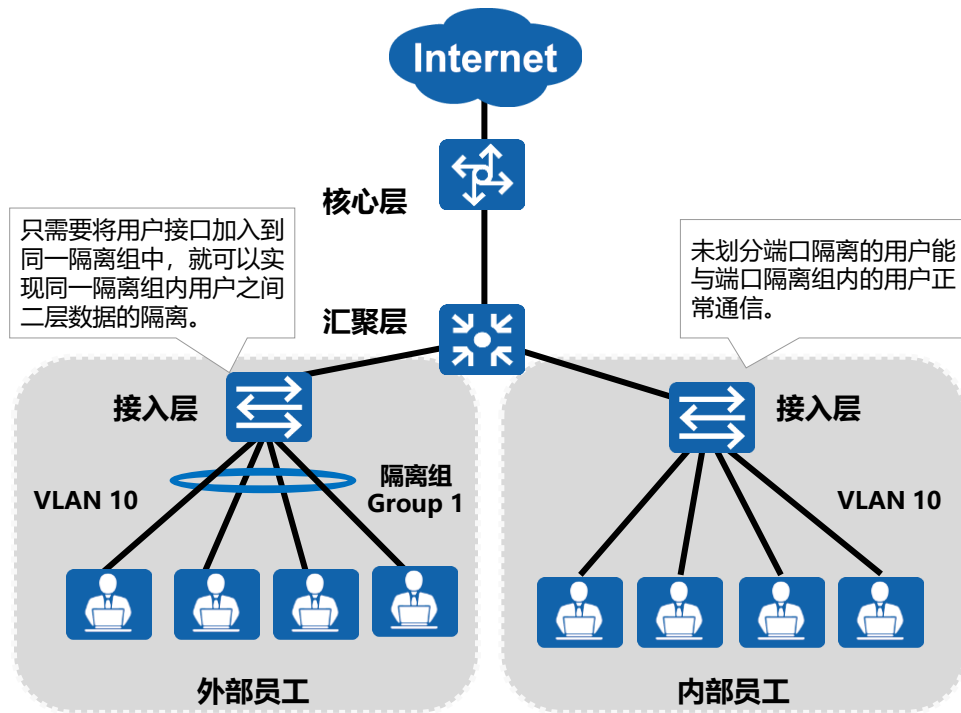 Internet
核心层
只需要将用户接口加入到
同一隔离组中，就可以实
现同一隔离组内用户之间
二层数据的隔离。
未划分端口隔离的用户能
与端口隔离组内的用户正
常通信。
汇聚层
接入层
接入层
隔离组
Group 1
VLAN 10
VLAN 10
外部员工
内部员工